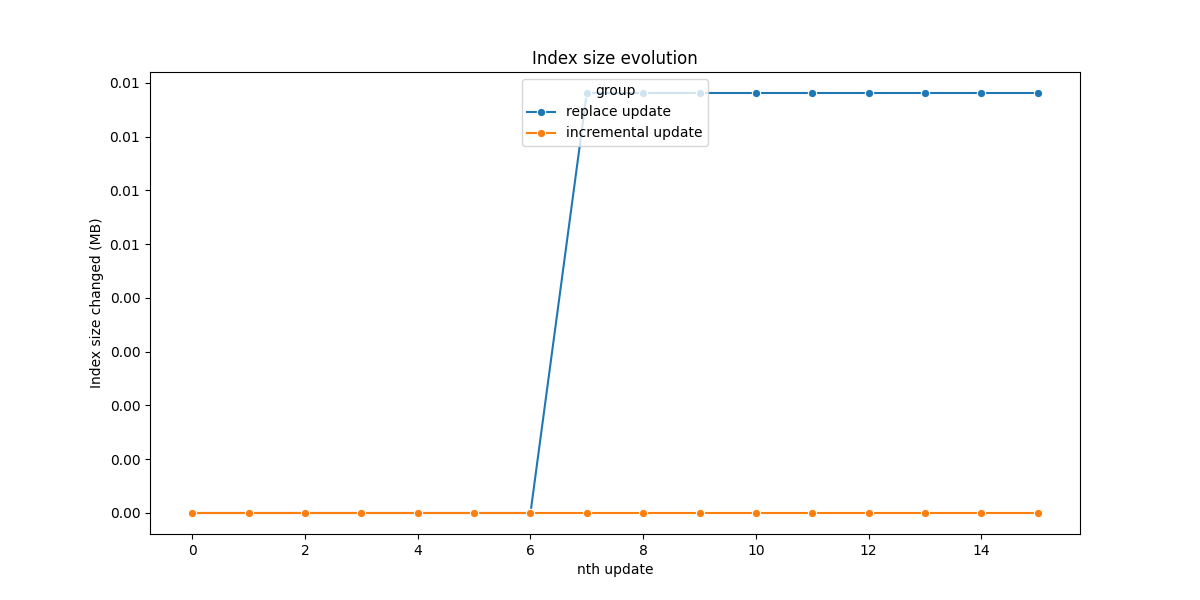 Index size evolution
group
replace update
incremental update
Index size changed (MB)
0.01
0.01
0.01
0.01
0.00
0.00
0.00
0.00
0.00
0 2 4 6 8 10 12 14
nth update